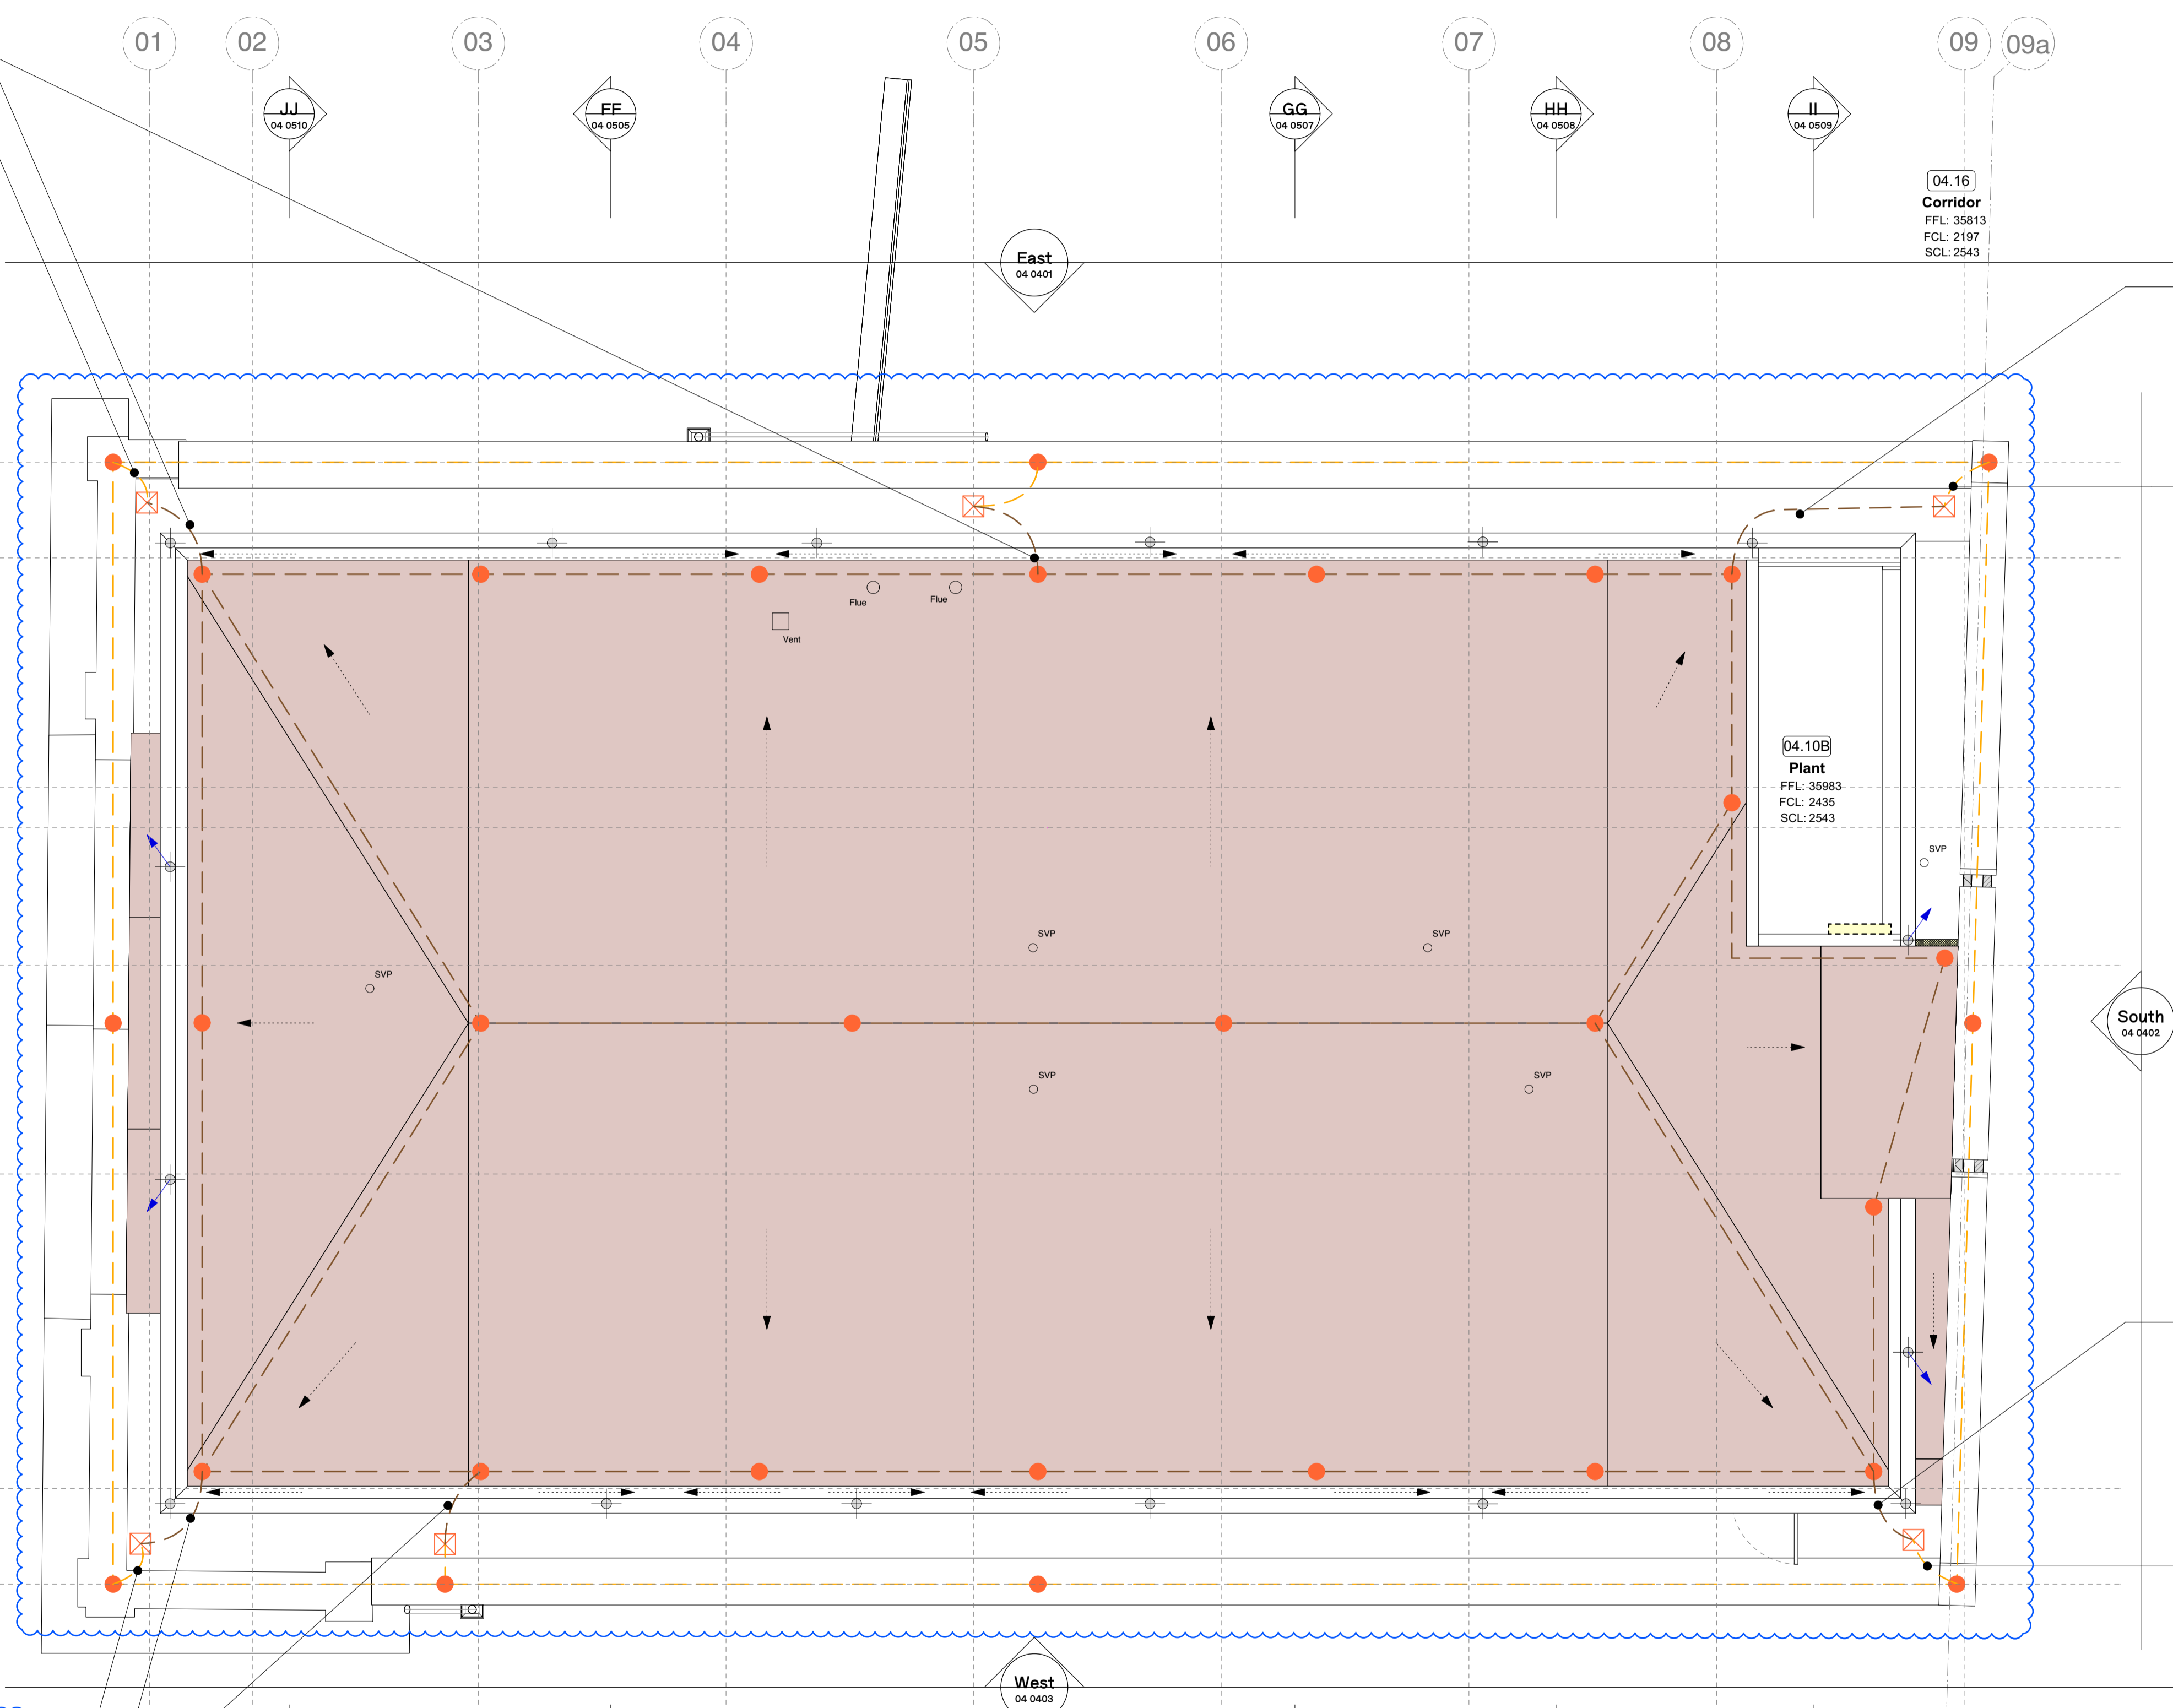 01 02 03 04 05 06 07 08 09 09a
JJ
04 0510
FF
04 0505
GG
04 0507
HH
04 0508
II
04 0509
04.16
Corridor
FFL: 35813
FCL: 2197
SCL: 2543
East
04 0401
Flue
Flue
Vent
04.10B
Plant
FFL: 35983
FCL: 2435
SCL: 2543
SVP
SVP
SVP
SVP
South
04 0402
SVP
SVP
West
04 0403